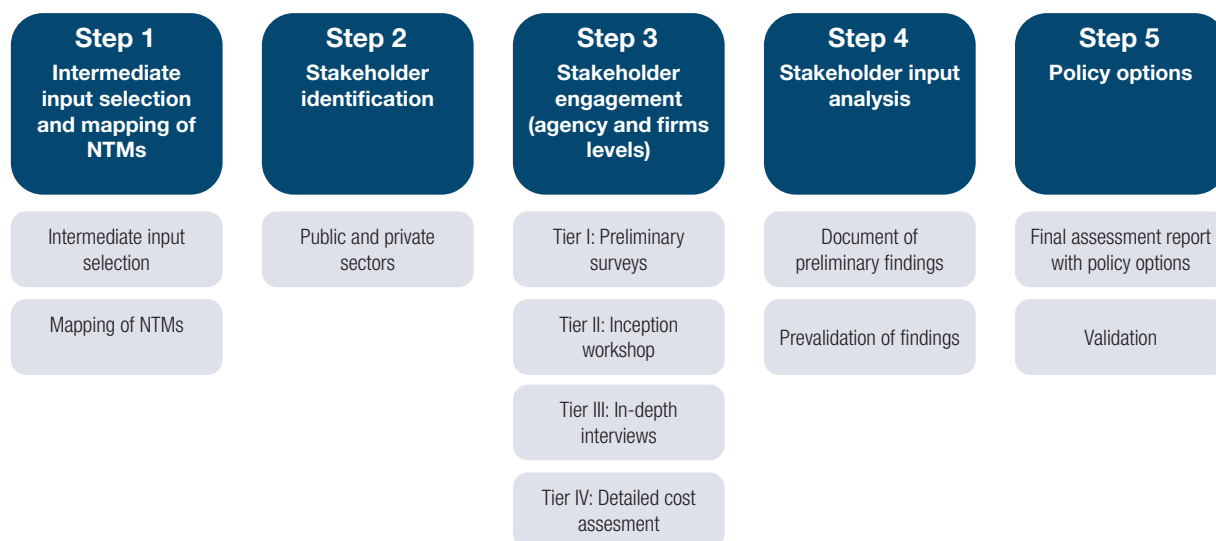 Step 1
Intermediate
input selection
and mapping of
NTMs
Intermediate input
selection
Mapping of NTMs
Step 2
Stakeholder
identification
Public and private
sectors
Step 3
Stakeholder
engagement
(agency and firms
levels)
Tier I: Preliminary
surveys
Tier II: Inception
workshop
Tier III: In-depth
interviews
Tier IV: Detailed cost
assesment
Step 4
Stakeholder input
analysis
Document of
preliminary findings
Prevalidation of findings
Step 5
Policy options
Final assessment report
with policy options
Validation